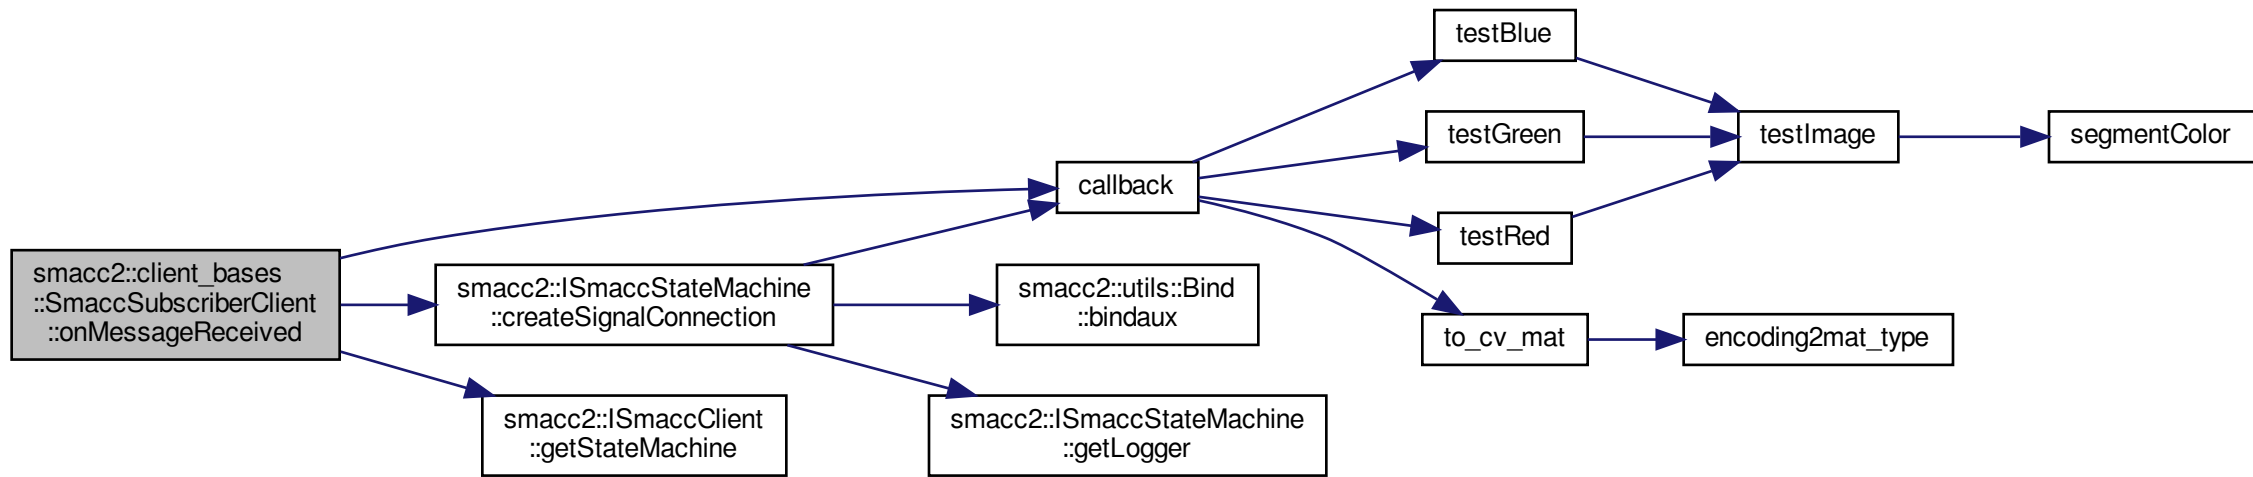 smacc2::client_bases
::SmaccSubscriberClient
::onMessageReceived
smacc2::ISmaccStateMachine
::createSignalConnection
smacc2::ISmaccClient
::getStateMachine
callback
smacc2::utils::Bind
::bindaux
smacc2::ISmaccStateMachine
::getLogger
testBlue
testGreen
testRed
to_cv_mat
testImage
encoding2mat_type
segmentColor